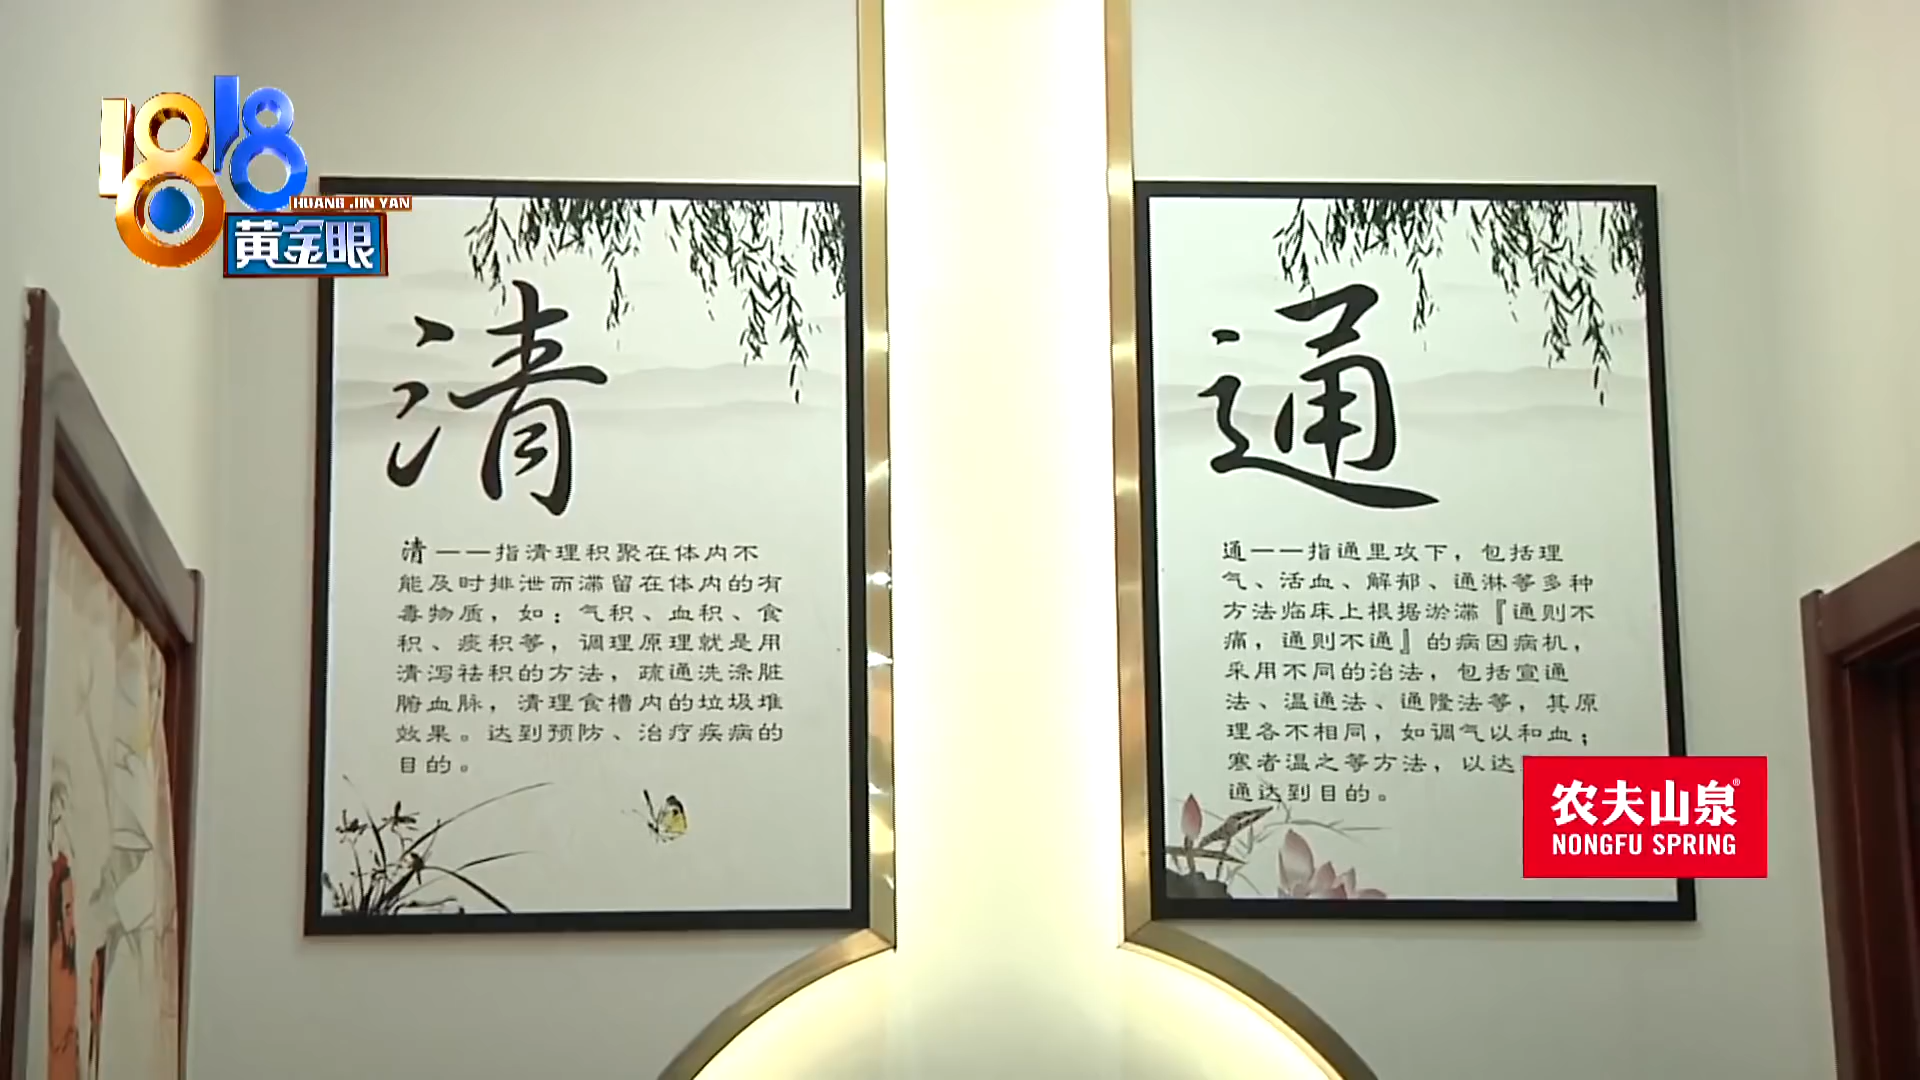 1818
HUANG JIN YAN
黄金眼
清
清——指清理积聚在体内不
能及时排泄而滞留在体内的有
毒物质，如：气积、血积、食
积、痰积等，调理原理就是用
清泻祛积的方法，疏通洗涤脏
腑血脉，清理食槽内的垃圾堆
效果。达到预防、治疗疾病的
目的。
通
通——指通里攻下，包括理
气、活血、解郁、通淋等多种
方法临床上根据淤滞『通则不
痛，通则不通』的病因病机，
采用不同的治法，包括宣通
法、温通法、通隆法等，其原
理各不相同，如调气以和血；
寒者温之等方法，以达
通达到目的。
农夫山泉®
NONGFU SPRING